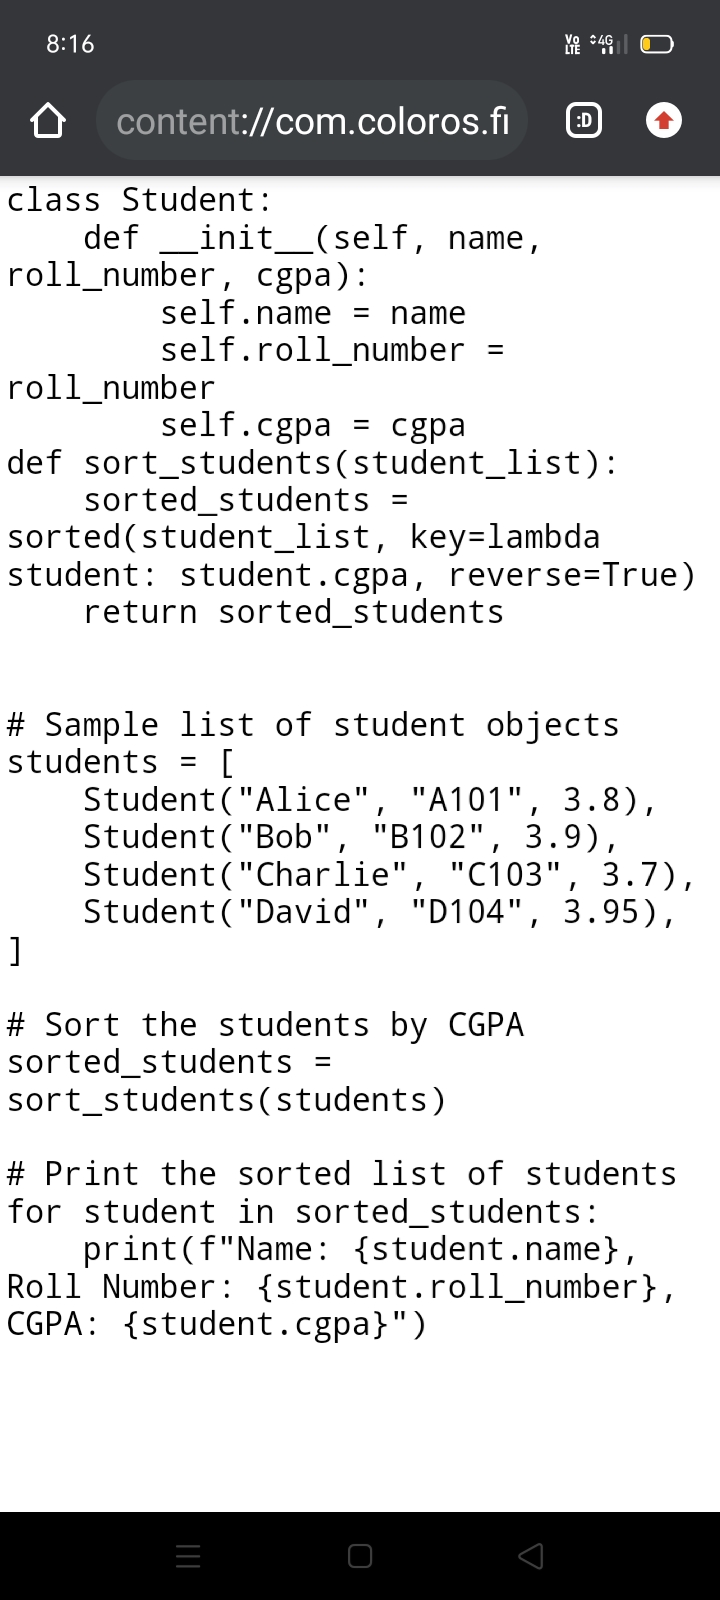 8:16
Vo
LTE
4G
content://com.coloros.fi
:D
class Student:
    def __init__(self, name,
roll_number, cgpa):
        self.name = name
        self.roll_number =
roll_number
        self.cgpa = cgpa
def sort_students(student_list):
    sorted_students =
sorted(student_list, key=lambda
student: student.cgpa, reverse=True)
    return sorted_students
# Sample list of student objects
students = [
    Student("Alice", "A101", 3.8),
    Student("Bob", "B102", 3.9),
    Student("Charlie", "C103", 3.7),
    Student("David", "D104", 3.95),
]
# Sort the students by CGPA
sorted_students =
sort_students(students)
# Print the sorted list of students
for student in sorted_students:
    print(f"Name: {student.name},
Roll Number: {student.roll_number},
CGPA: {student.cgpa}")